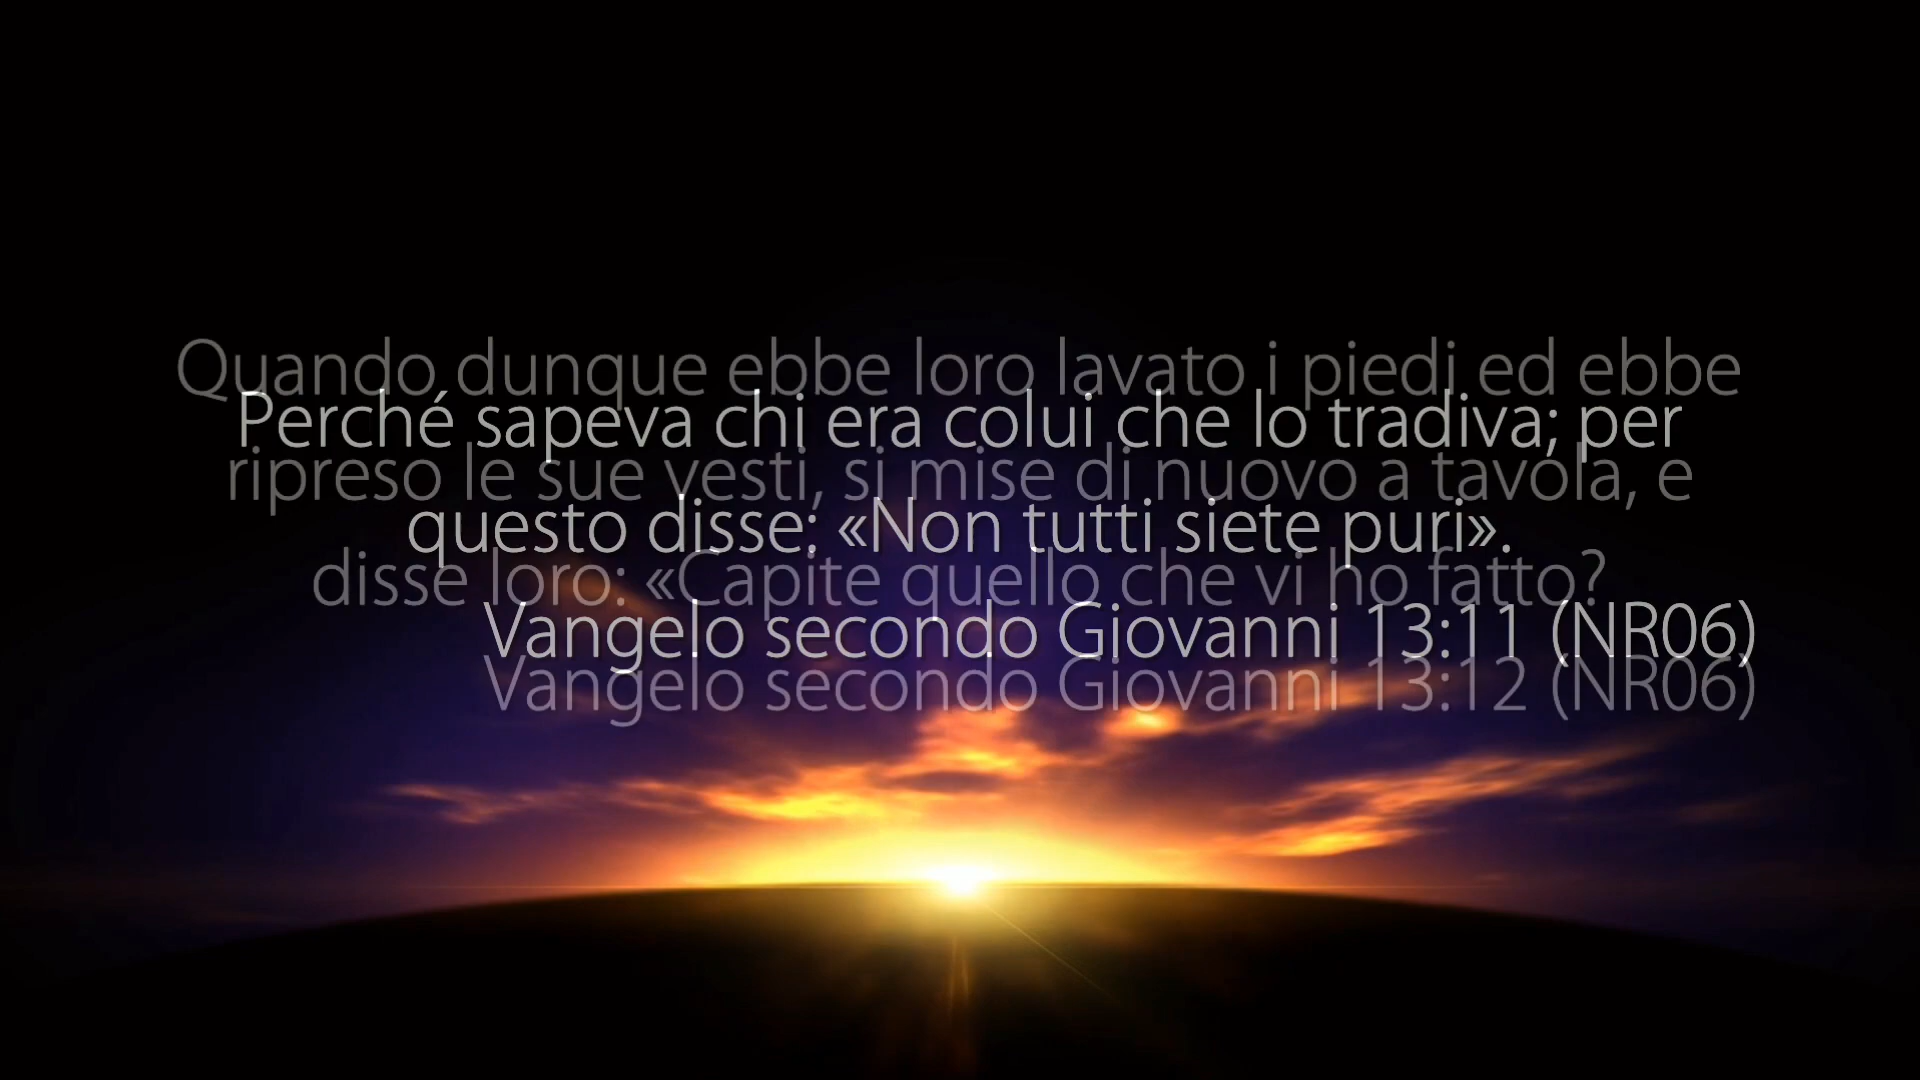 Quando dunque ebbe loro lavato i piedi ed ebbe
ripreso le sue vesti, si mise di nuovo a tavola, e
disse loro: «Capite quello che vi ho fatto?
Vangelo secondo Giovanni 13:12 (NR06)
Perché sapeva chi era colui che lo tradiva; per
questo disse: «Non tutti siete puri».
Vangelo secondo Giovanni 13:11 (NR06)